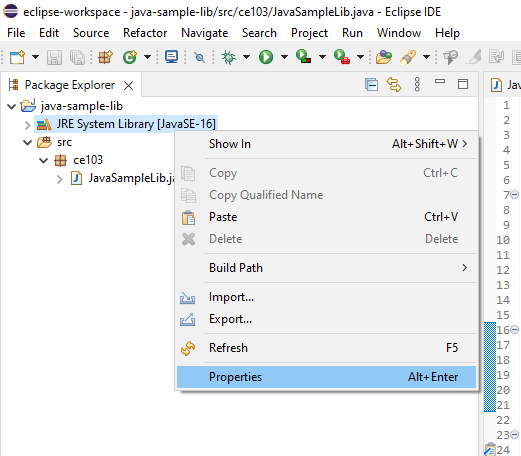 eclipse-workspace - java-sample-lib/src/ce103/JavaSampleLib.java - Eclipse IDE
File Edit Source Refactor Navigate Search Project Run Window Help
Package Explorer
java-sample-lib
JRE System Library [JavaSE-16]
src
ce103
JavaSampleLib.ja
Show In Alt+Shift+W
Copy Ctrl+C
Copy Qualified Name
Paste Ctrl+V
Delete Delete
Build Path
Import...
Export...
Refresh F5
Properties Alt+Enter
Ja
1
3
4
5
6
7
8
9
10
11
12
13
14
15
16
17
18
19
20
21
22
23
24